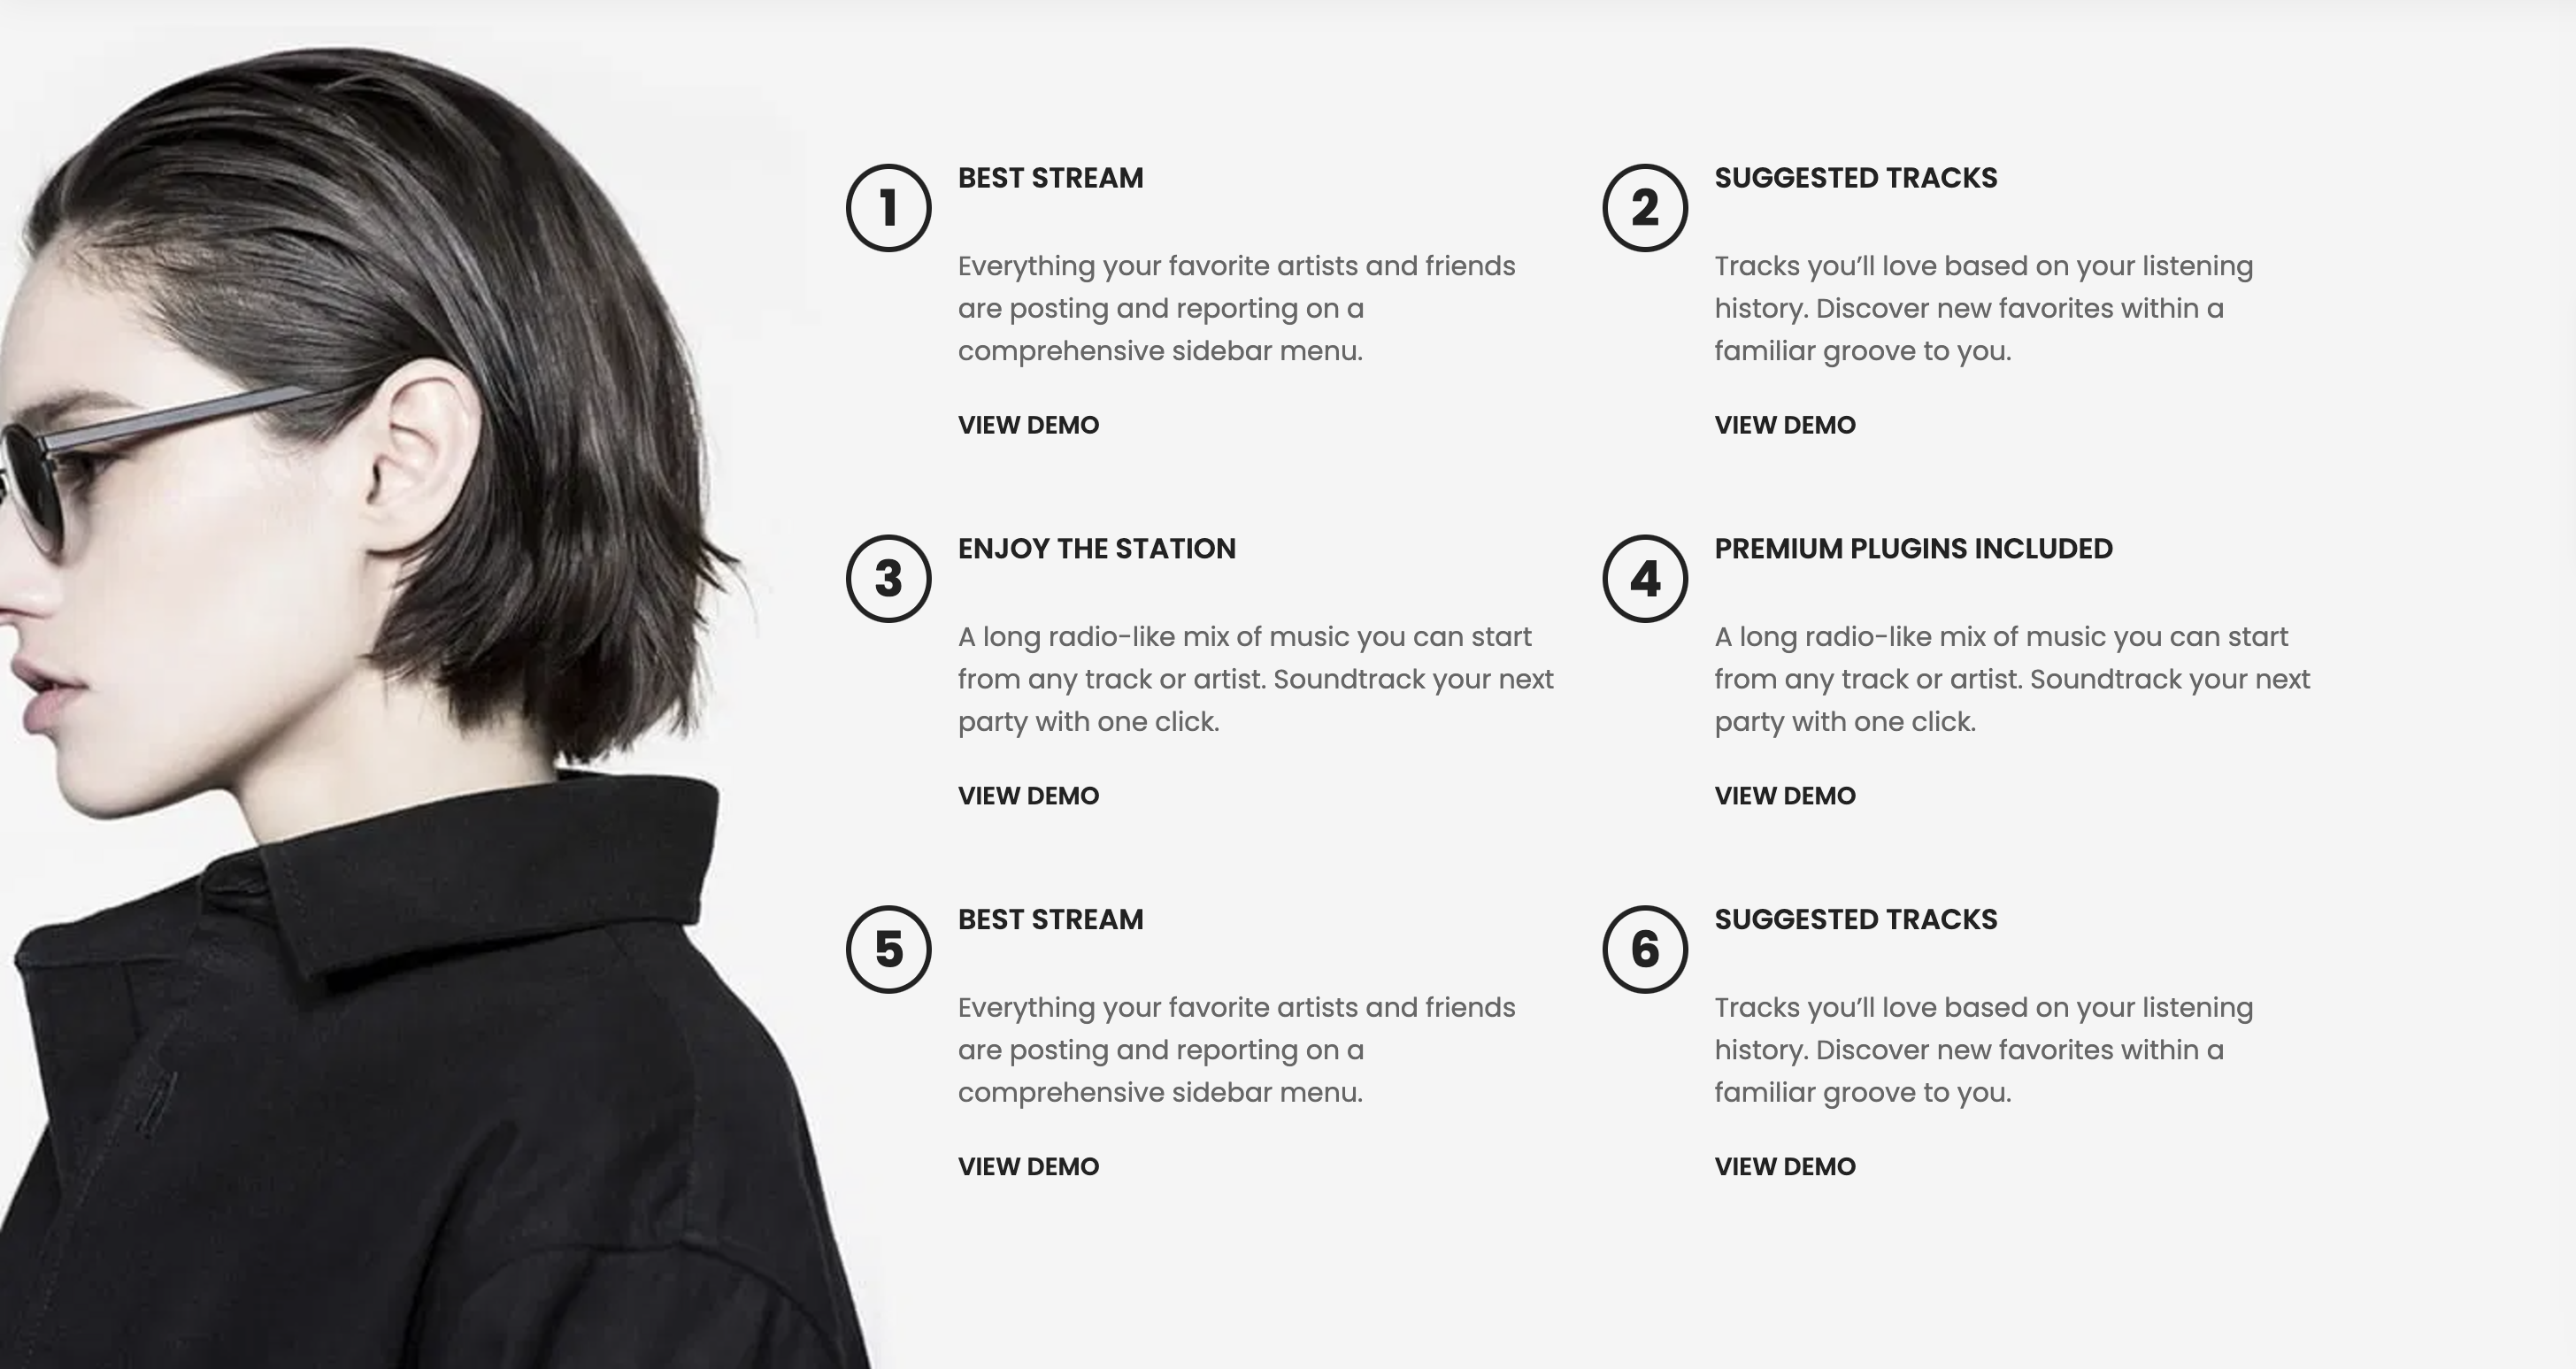 1
BEST STREAM
Everything your favorite artists and friends
are posting and reporting on a
comprehensive sidebar menu.
VIEW DEMO
2
SUGGESTED TRACKS
Tracks you’ll love based on your listening
history. Discover new favorites within a
familiar groove to you.
VIEW DEMO
3
ENJOY THE STATION
A long radio-like mix of music you can start
from any track or artist. Soundtrack your next
party with one click.
VIEW DEMO
4
PREMIUM PLUGINS INCLUDED
A long radio-like mix of music you can start
from any track or artist. Soundtrack your next
party with one click.
VIEW DEMO
5
BEST STREAM
Everything your favorite artists and friends
are posting and reporting on a
comprehensive sidebar menu.
VIEW DEMO
6
SUGGESTED TRACKS
Tracks you’ll love based on your listening
history. Discover new favorites within a
familiar groove to you.
VIEW DEMO